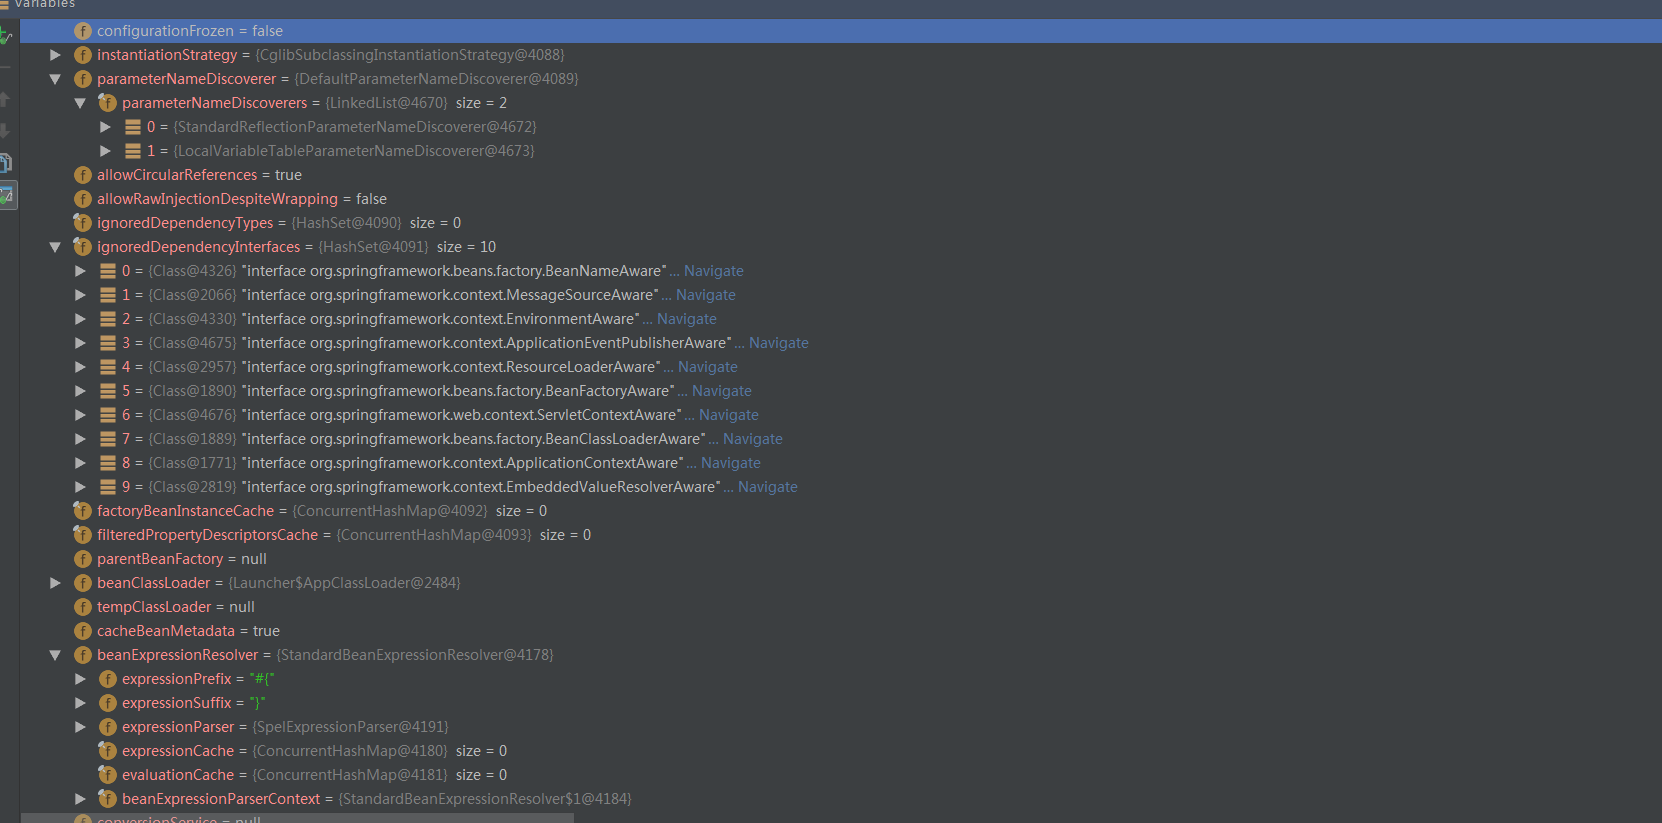 Variables
configurationFrozen = false
instantiationStrategy = {CglibSubclassingInstantiationStrategy@4088}
parameterNameDiscoverer = {DefaultParameterNameDiscoverer@4089}
parameterNameDiscoverers = {LinkedList@4670} size = 2
0 = {StandardReflectionParameterNameDiscoverer@4672}
1 = {LocalVariableTableParameterNameDiscoverer@4673}
allowCircularReferences = true
allowRawInjectionDespiteWrapping = false
ignoredDependencyTypes = {HashSet@4090} size = 0
ignoredDependencyInterfaces = {HashSet@4091} size = 10
0 = {Class@4326} "interface org.springframework.beans.factory.BeanNameAware" ... Navigate
1 = {Class@2066} "interface org.springframework.context.MessageSourceAware" ... Navigate
2 = {Class@4330} "interface org.springframework.context.EnvironmentAware" ... Navigate
3 = {Class@4675} "interface org.springframework.context.ApplicationEventPublisherAware" ... Navigate
4 = {Class@2957} "interface org.springframework.context.ResourceLoaderAware" ... Navigate
5 = {Class@1890} "interface org.springframework.beans.factory.BeanFactoryAware" ... Navigate
6 = {Class@4676} "interface org.springframework.web.context.ServletContextAware" ... Navigate
7 = {Class@1889} "interface org.springframework.beans.factory.BeanClassLoaderAware" ... Navigate
8 = {Class@1771} "interface org.springframework.context.ApplicationContextAware" ... Navigate
9 = {Class@2819} "interface org.springframework.context.EmbeddedValueResolverAware" ... Navigate
factoryBeanInstanceCache = {ConcurrentHashMap@4092} size = 0
filteredPropertyDescriptorsCache = {ConcurrentHashMap@4093} size = 0
parentBeanFactory = null
beanClassLoader = {Launcher$AppClassLoader@2484}
tempClassLoader = null
cacheBeanMetadata = true
beanExpressionResolver = {StandardBeanExpressionResolver@4178}
expressionPrefix = "#{"
expressionSuffix = "}"
expressionParser = {SpelExpressionParser@4191}
expressionCache = {ConcurrentHashMap@4180} size = 0
evaluationCache = {ConcurrentHashMap@4181} size = 0
beanExpressionParserContext = {StandardBeanExpressionResolver$1@4184}
conversionService = null